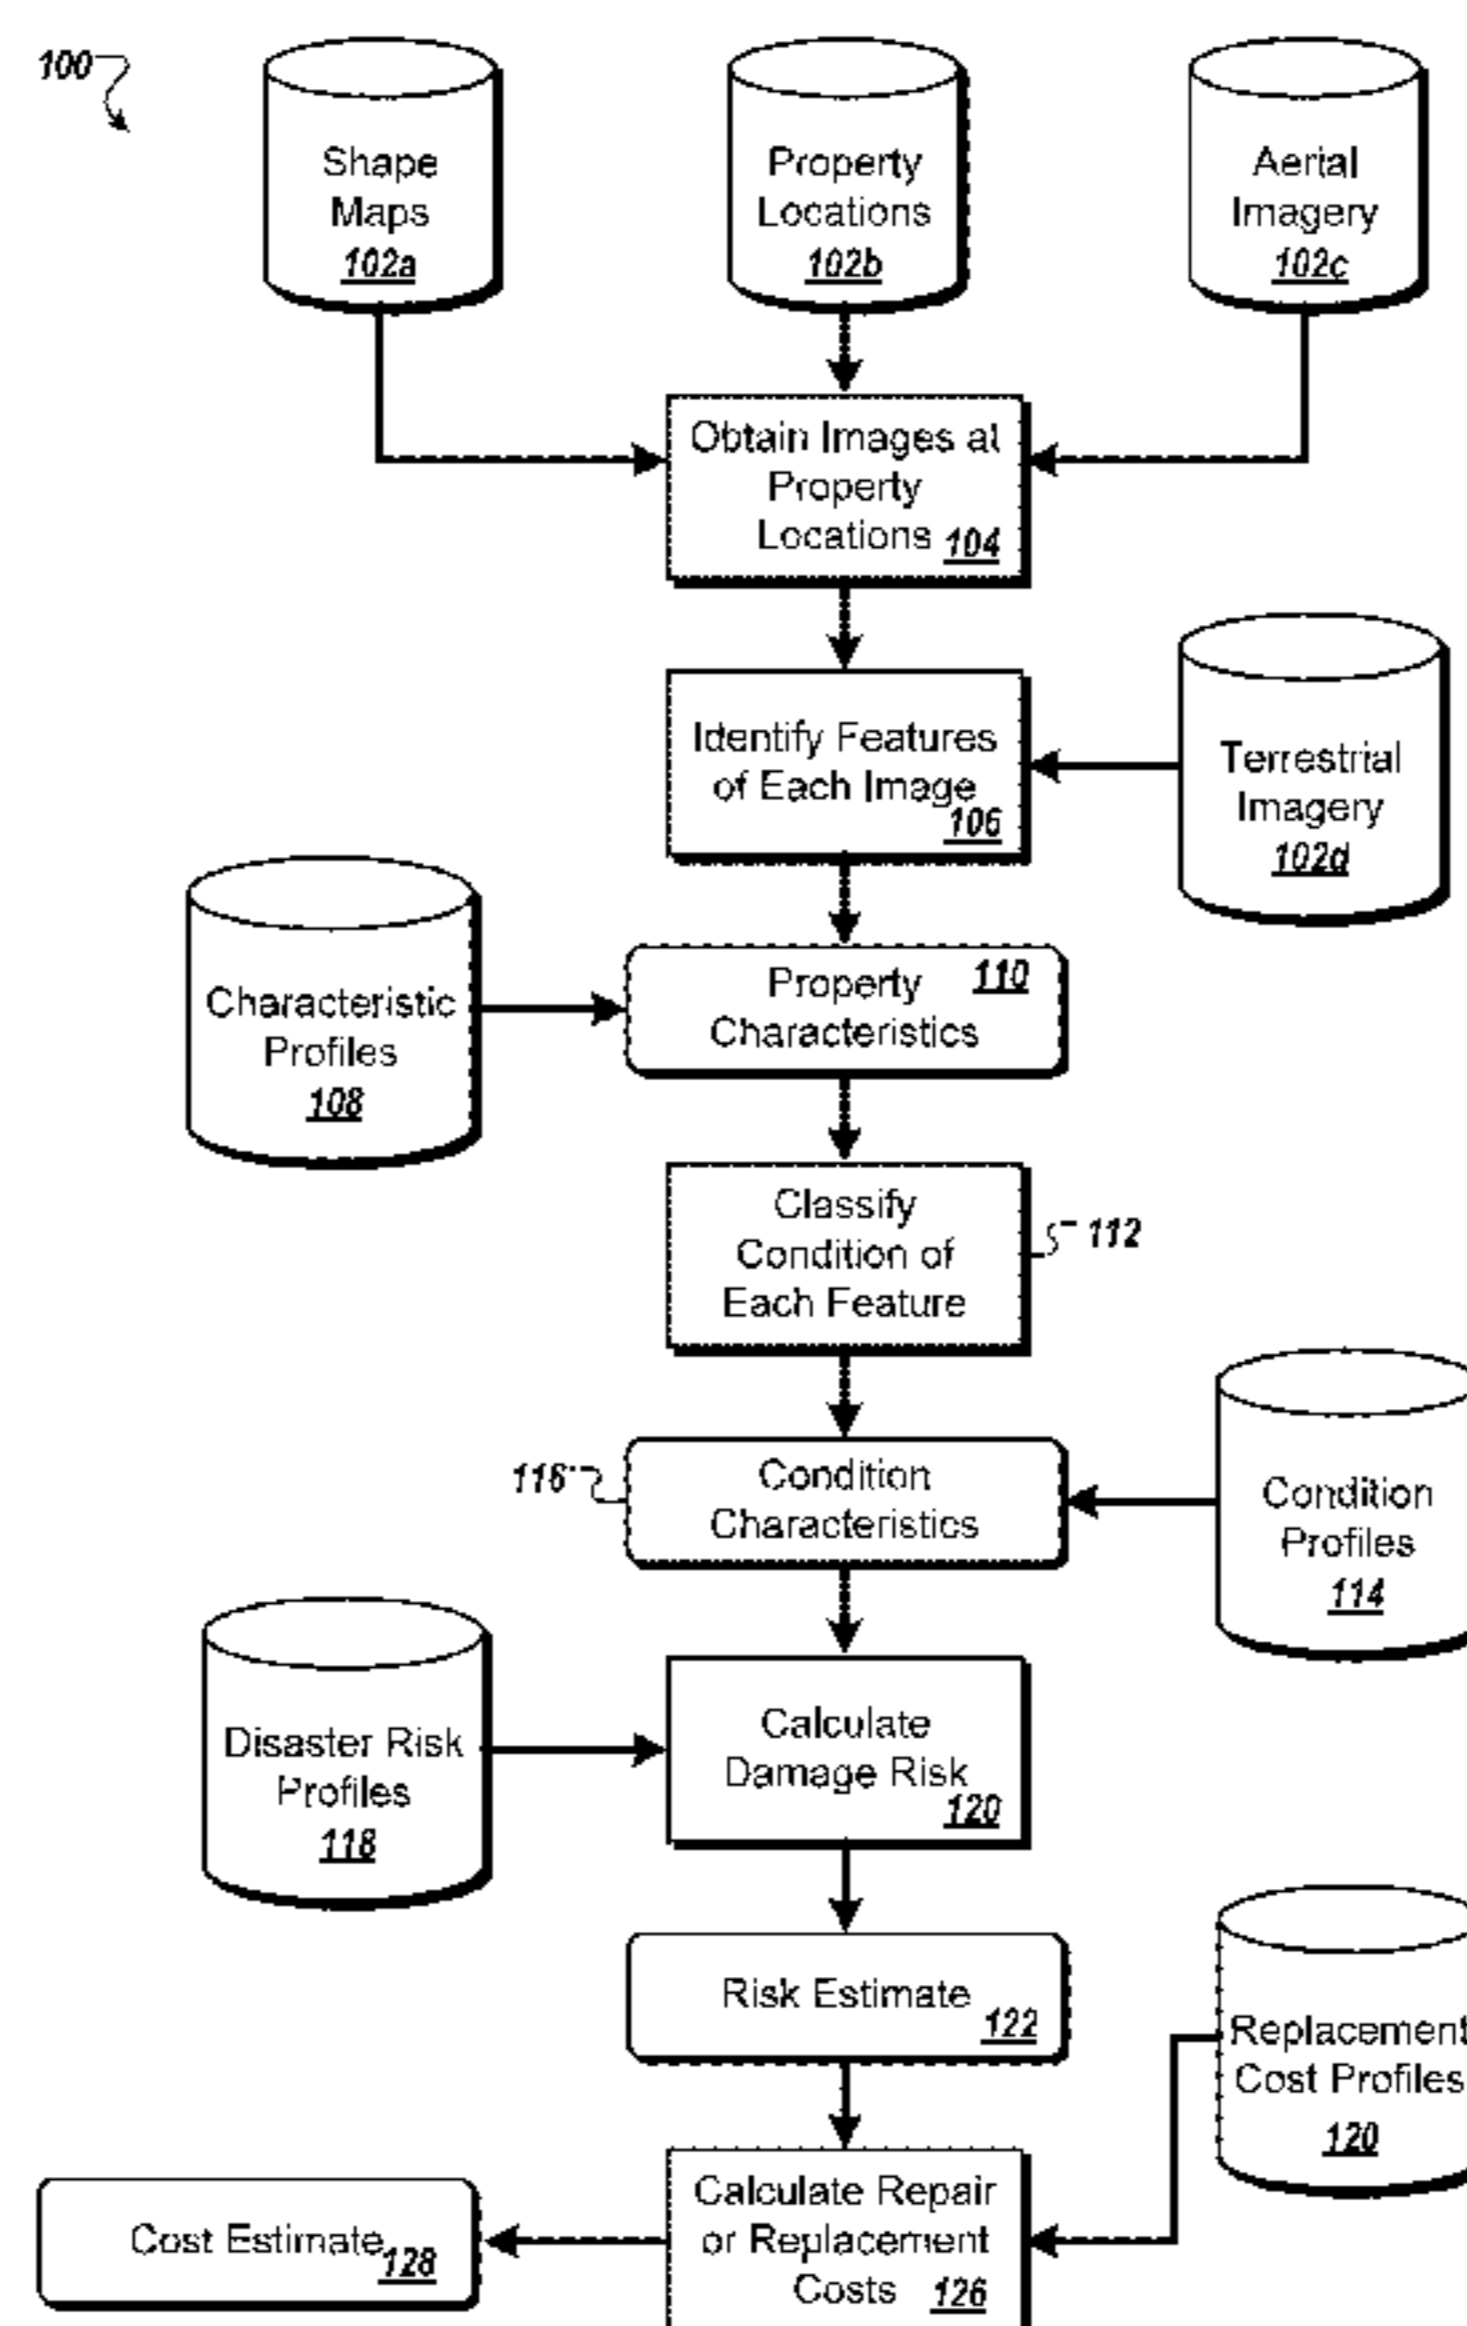 100
Shape
Maps
102a
Property
Locations
102b
Aerial
Imagery
102c
Obtain Images at
Property
Locations 104
Identify Features
of Each Image
106
Terrestrial
Imagery
102d
Characteristic
Profiles
108
Property
Characteristics
110
Classify
Condition of
Each Feature
112
116
Condition
Characteristics
Condition
Profiles
114
Disaster Risk
Profiles
118
Calculate
Damage Risk
120
Risk Estimate
122
Replacement
Cost Profiles
120
Calculate Repair
or Replacement
Costs 126
Cost Estimate
128